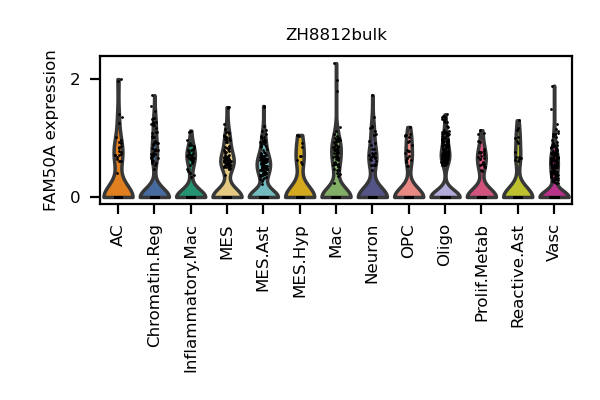 ZH8812bulk
FAM50A expression
2
0
AC
Chromatin.Reg
Inflammatory.Mac
MES
MES.Ast
MES.Hyp
Mac
Neuron
OPC
Oligo
Prolif.Metab
Reactive.Ast
Vasc